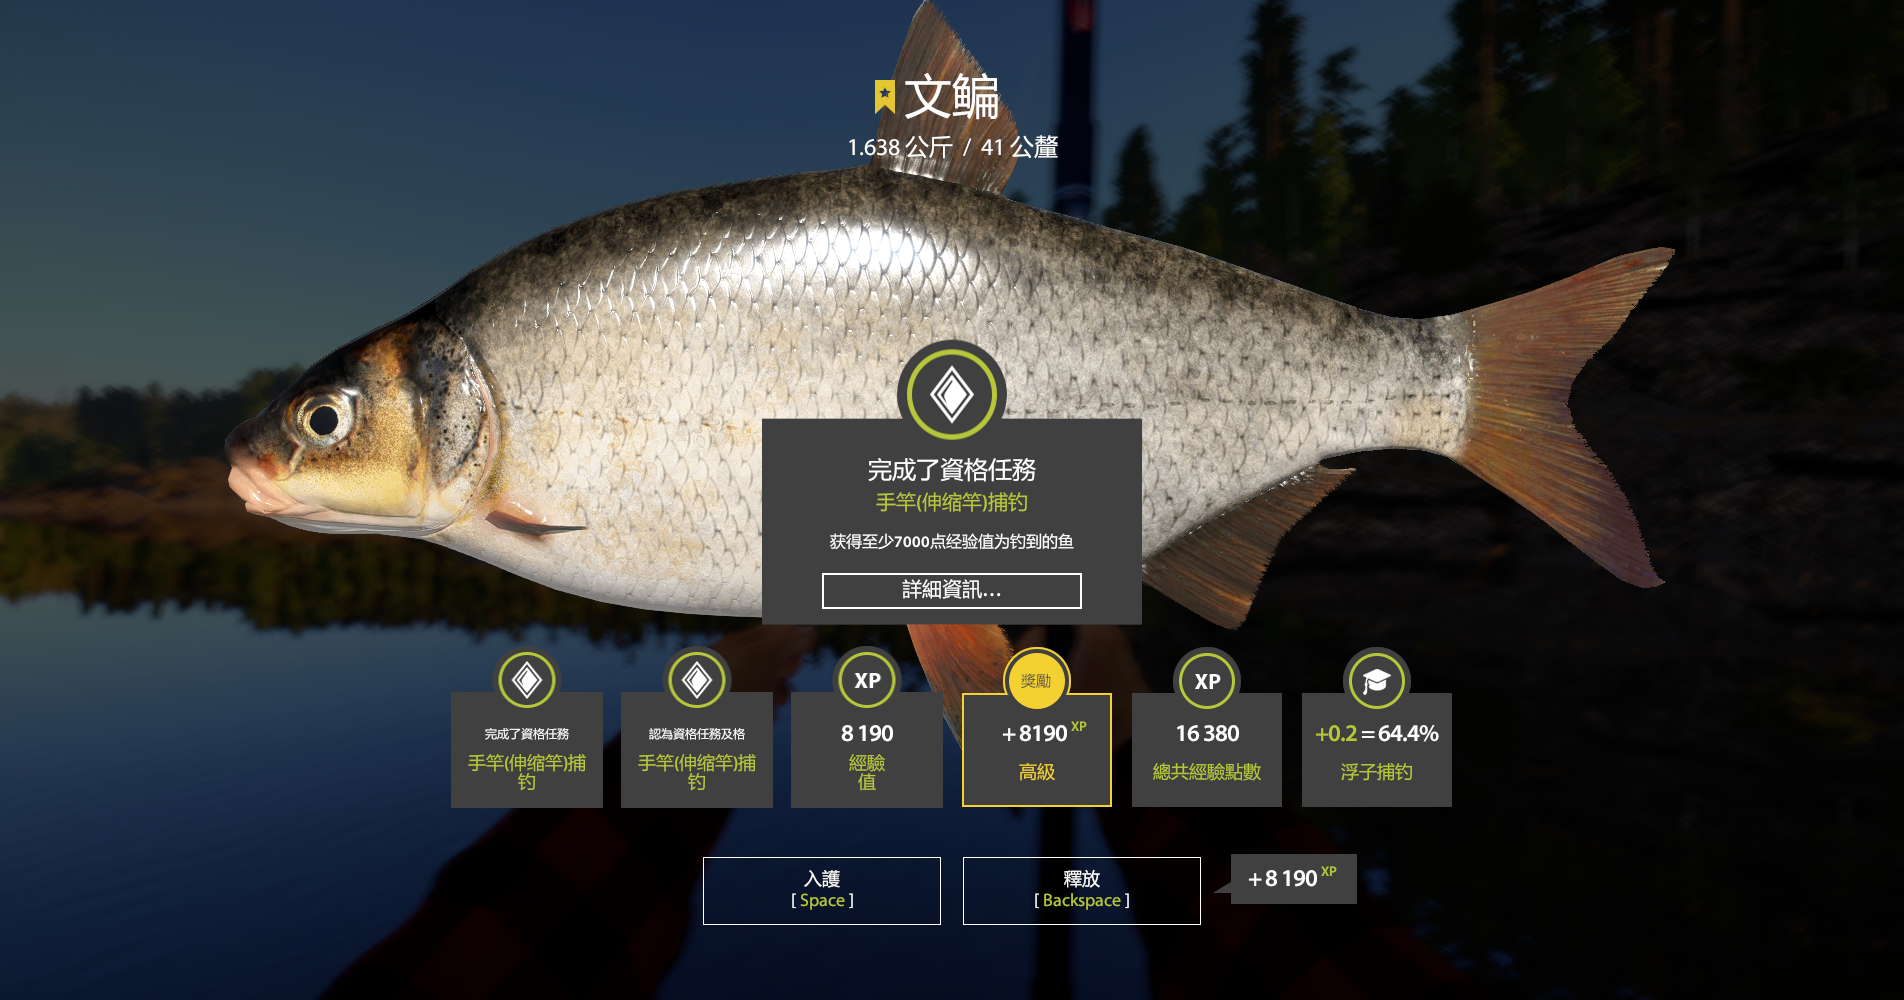 文鳊
1.638 公斤 / 41 公釐
完成了資格任務
手竿(伸缩竿)捕钓
获得至少7000点经验值为钓到的鱼
詳細資訊...
完成了資格任務
手竿(伸缩竿)捕
钓
認為資格任務及格
手竿(伸缩竿)捕
钓
XP
8 190
經驗
值
獎勵
+ 8190 XP
高級
XP
16 380
總共經驗點數
+0.2 = 64.4%
浮子捕钓
入護
[ Space ]
釋放
[ Backspace ]
+ 8 190 XP